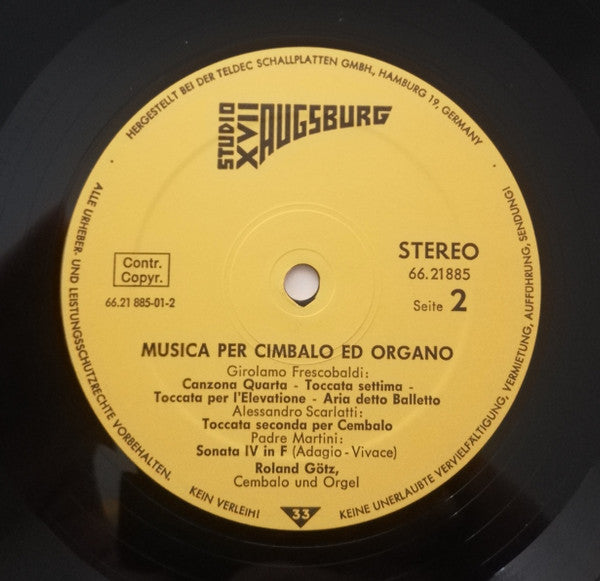 HERGESTELLT BEI DER TELDEC SCHALLPLATTEN GMBH., HAMBURG 19, GERMANY
STUDIO
XVII
AUGSBURG
Contr.
Copyr.
66.21 885-01-2
STEREO
66.21885
Seite 2
MUSICA PER CIMBALO ED ORGANO
Girolamo Frescobaldi:
Canzona Quarta - Toccata settima -
Toccata per l'Elevatione - Aria detto Balletto
Alessandro Scarlatti:
Toccata seconda per Cembalo
Padre Martini:
Sonata IV in F (Adagio - Vivace)
Roland Götz,
Cembalo und Orgel
33
ALLE URHEBER- UND LEISTUNGSSCHUTZRECHTE VORBEHALTEN.
KEIN VERLEIH!
KEINE UNERLAUBTE VERVIELFÄLTIGUNG, VERMIETUNG, AUFFÜHRUNG, SENDUNG!